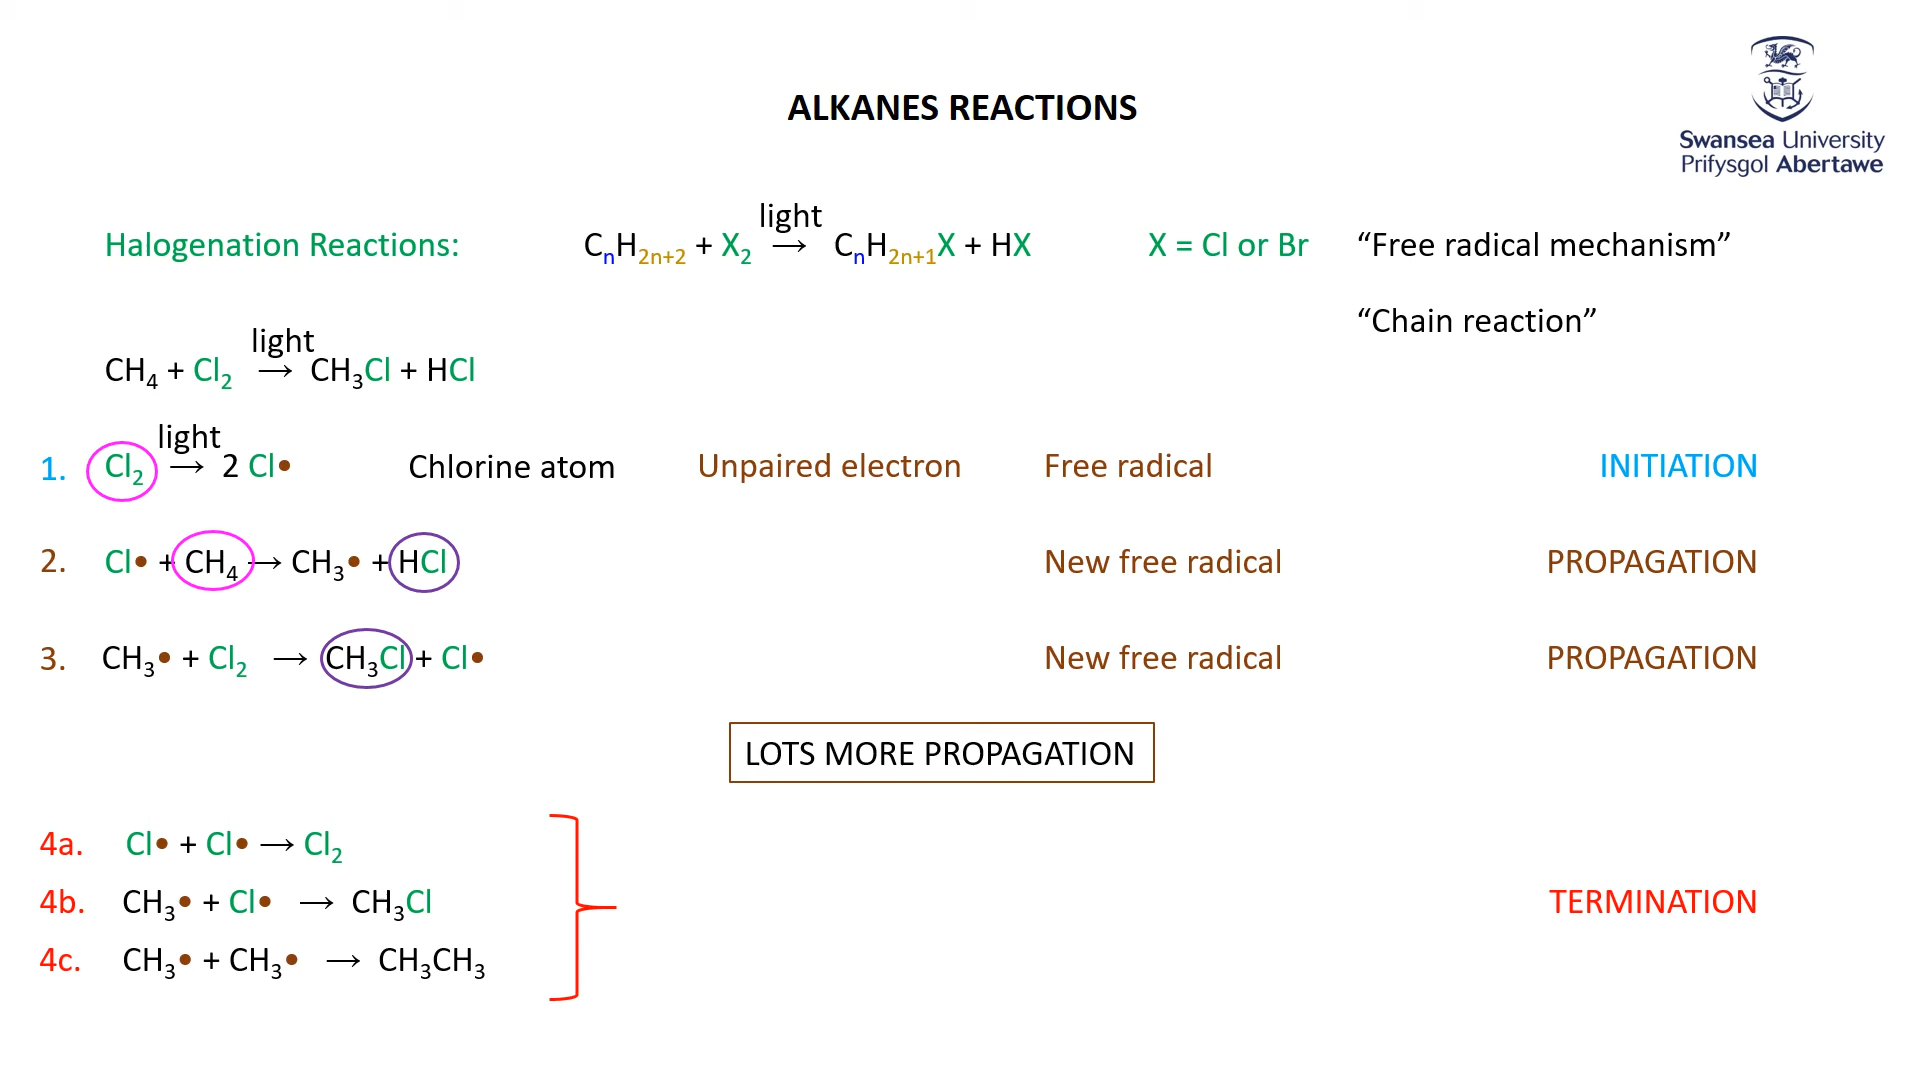 ALKANES REACTIONS
Swansea University
Prifysgol Abertawe
Halogenation Reactions: CₙH₂ₙ₊₂ + X₂ light → CₙH₂ₙ₊₁X + HX X = Cl or Br “Free radical mechanism”
“Chain reaction”
CH₄ + Cl₂ light → CH₃Cl + HCl
1. Cl₂ light → 2 Cl• Chlorine atom Unpaired electron Free radical INITIATION
2. Cl• + CH₄ → CH₃• + HCl New free radical PROPAGATION
3. CH₃• + Cl₂ → CH₃Cl + Cl• New free radical PROPAGATION
LOTS MORE PROPAGATION
4a. Cl• + Cl• → Cl₂
4b. CH₃• + Cl• → CH₃Cl TERMINATION
4c. CH₃• + CH₃• → CH₃CH₃